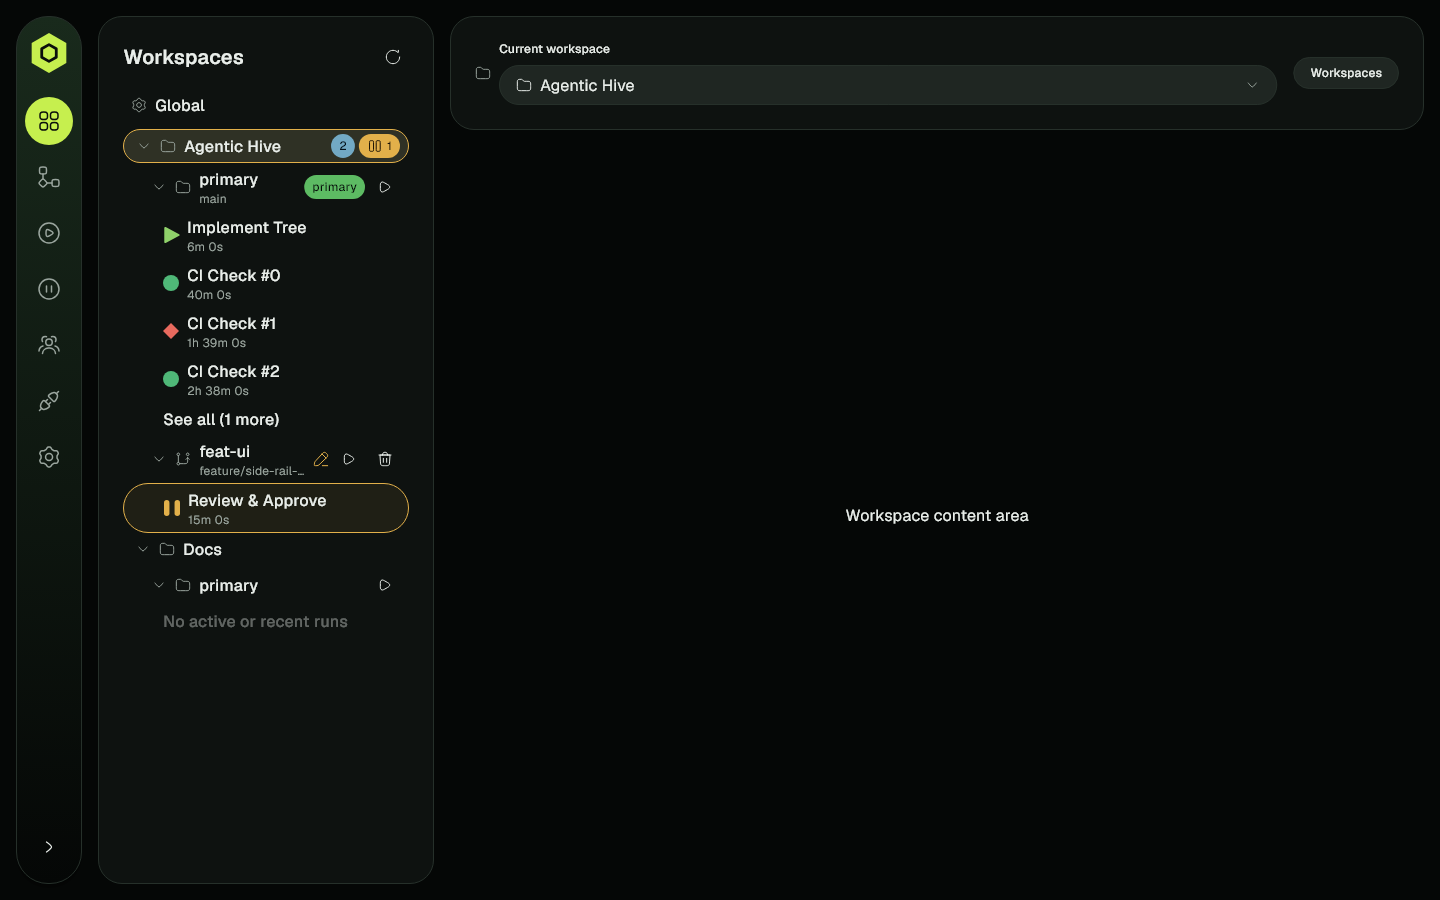 Workspaces
Global
Agentic Hive 2 1
primary primary
main
Implement Tree
6m 0s
CI Check #0
40m 0s
CI Check #1
1h 39m 0s
CI Check #2
2h 38m 0s
See all (1 more)
feat-ui
feature/side-rail-...
Review & Approve
15m 0s
Docs
primary
No active or recent runs
Current workspace
Agentic Hive
Workspaces
Workspace content area